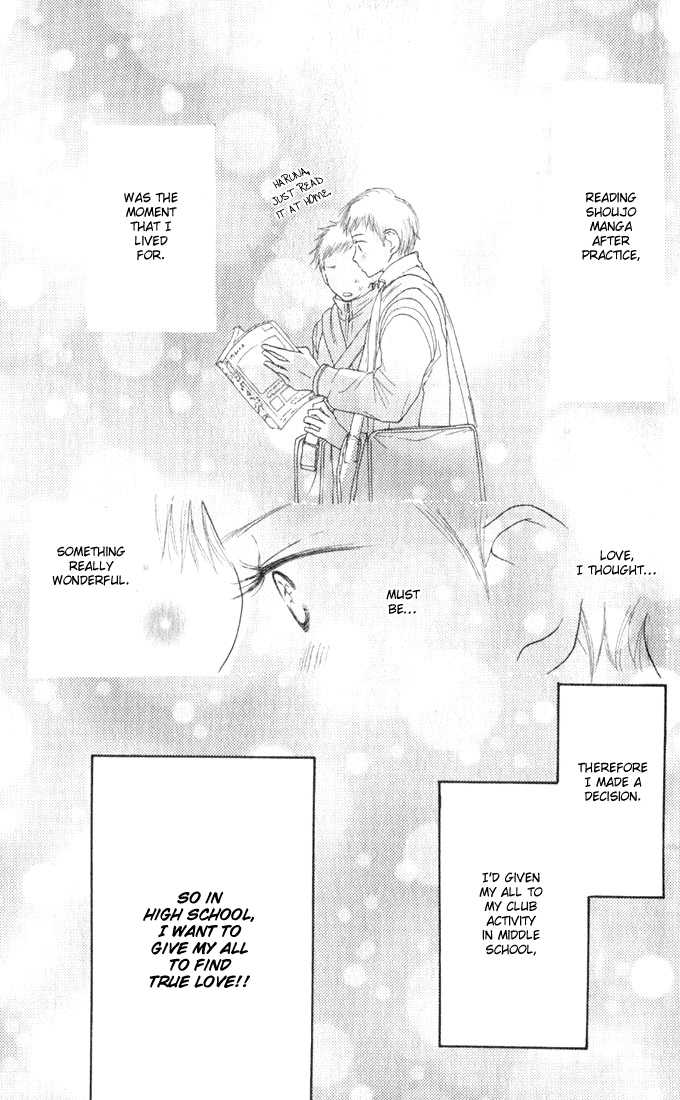 READING
SHOUJO
MANGA
AFTER
PRACTICE,
HARUNA,
JUST READ
IT AT HOME.
WAS THE
MOMENT
THAT I
LIVED
FOR.
LOVE,
I THOUGHT...
MUST
BE...
SOMETHING
REALLY
WONDERFUL.
THEREFORE
I MADE A
DECISION.
I'D GIVEN
MY ALL TO
MY CLUB
ACTIVITY
IN MIDDLE
SCHOOL,
SO IN
HIGH SCHOOL,
I WANT TO
GIVE MY ALL
TO FIND
TRUE LOVE!!